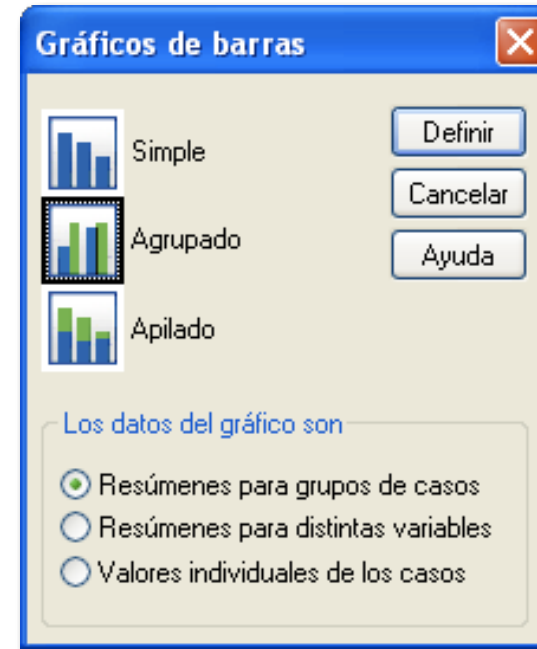 Gráficos de barras
Simple
Definir
Cancelar
Agrupado
Ayuda
Apilado
Los datos del gráfico son
Resúmenes para grupos de casos
Resúmenes para distintas variables
Valores individuales de los casos